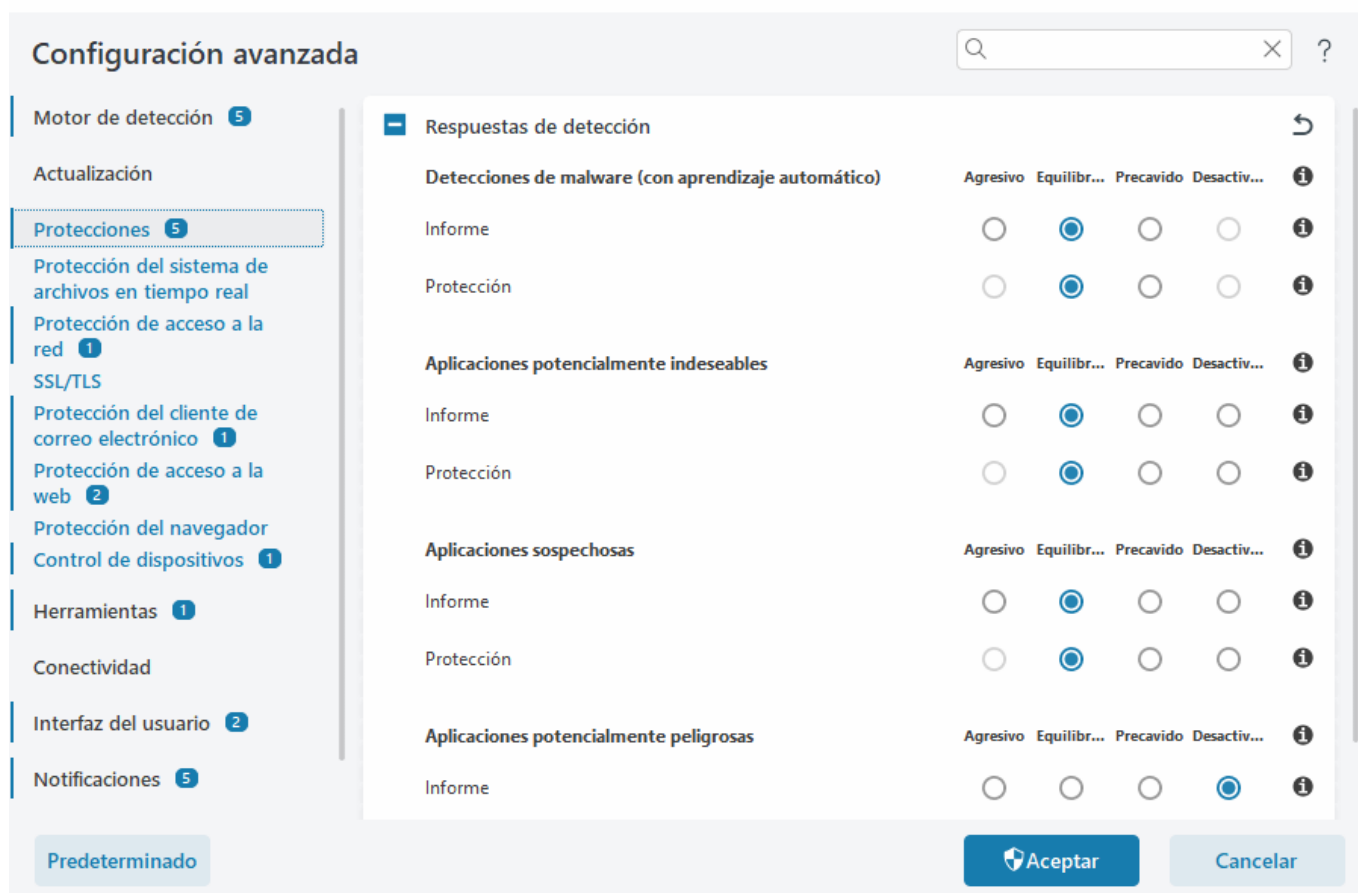 Configuración avanzada
?
Motor de detección 5
Actualización
Protecciones 5
Protección del sistema de
archivos en tiempo real
Protección de acceso a la
red 1
SSL/TLS
Protección del cliente de
correo electrónico 1
Protección de acceso a la
web 2
Protección del navegador
Control de dispositivos 1
Herramientas 1
Conectividad
Interfaz del usuario 2
Notificaciones 5
Respuestas de detección
Detecciones de malware (con aprendizaje automático) Agresivo Equilibr... Precavido Desactiv...
Informe
Protección
Aplicaciones potencialmente indeseables Agresivo Equilibr... Precavido Desactiv...
Informe
Protección
Aplicaciones sospechosas Agresivo Equilibr... Precavido Desactiv...
Informe
Protección
Aplicaciones potencialmente peligrosas Agresivo Equilibr... Precavido Desactiv...
Informe
Predeterminado Aceptar Cancelar